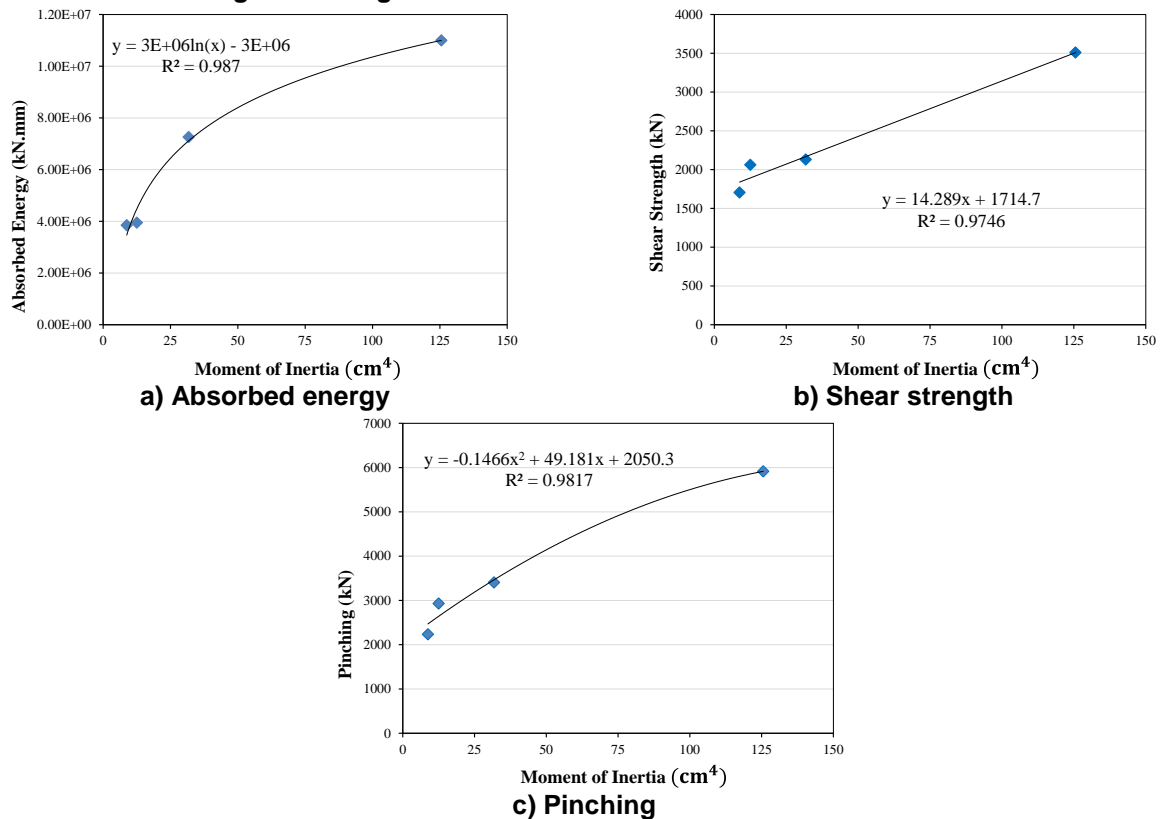 1.20E+07
1.00E+07
8.00E+06
6.00E+06
4.00E+06
2.00E+06
0.00E+00
Absorbed Energy (kN.mm)
y = 3E+06ln(x) - 3E+06
R² = 0.987
0 25 50 75 100 125 150
Moment of Inertia (cm⁴)
a) Absorbed energy
4000
3500
3000
2500
2000
1500
1000
500
0
Shear Strength (kN)
y = 14.289x + 1714.7
R² = 0.9746
0 25 50 75 100 125 150
Moment of Inertia (cm⁴)
b) Shear strength
7000
6000
5000
4000
3000
2000
1000
0
Pinching (kN)
y = -0.1466x² + 49.181x + 2050.3
R² = 0.9817
0 25 50 75 100 125 150
Moment of Inertia (cm⁴)
c) Pinching